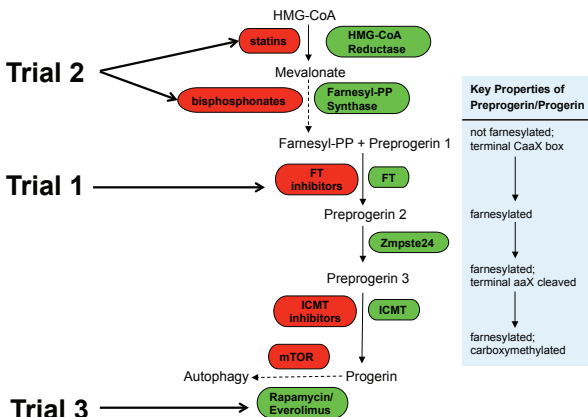 HMG-CoA
statins
HMG-CoA
Reductase
Trial 2
Mevalonate
bisphosphonates
Farnesyl-PP
Synthase
Farnesyl-PP + Preprogerin 1
Trial 1
FT
inhibitors
FT
Preprogerin 2
Zmpste24
Preprogerin 3
ICMT
inhibitors
ICMT
mTOR
Autophagy
Progerin
Trial 3
Rapamycin/
Everolimus
Key Properties of
Preprogerin/Progerin
not farnesylated;
terminal CaaX box
farnesylated
farnesylated;
terminal aaX cleaved
farnesylated;
carboxymethylated